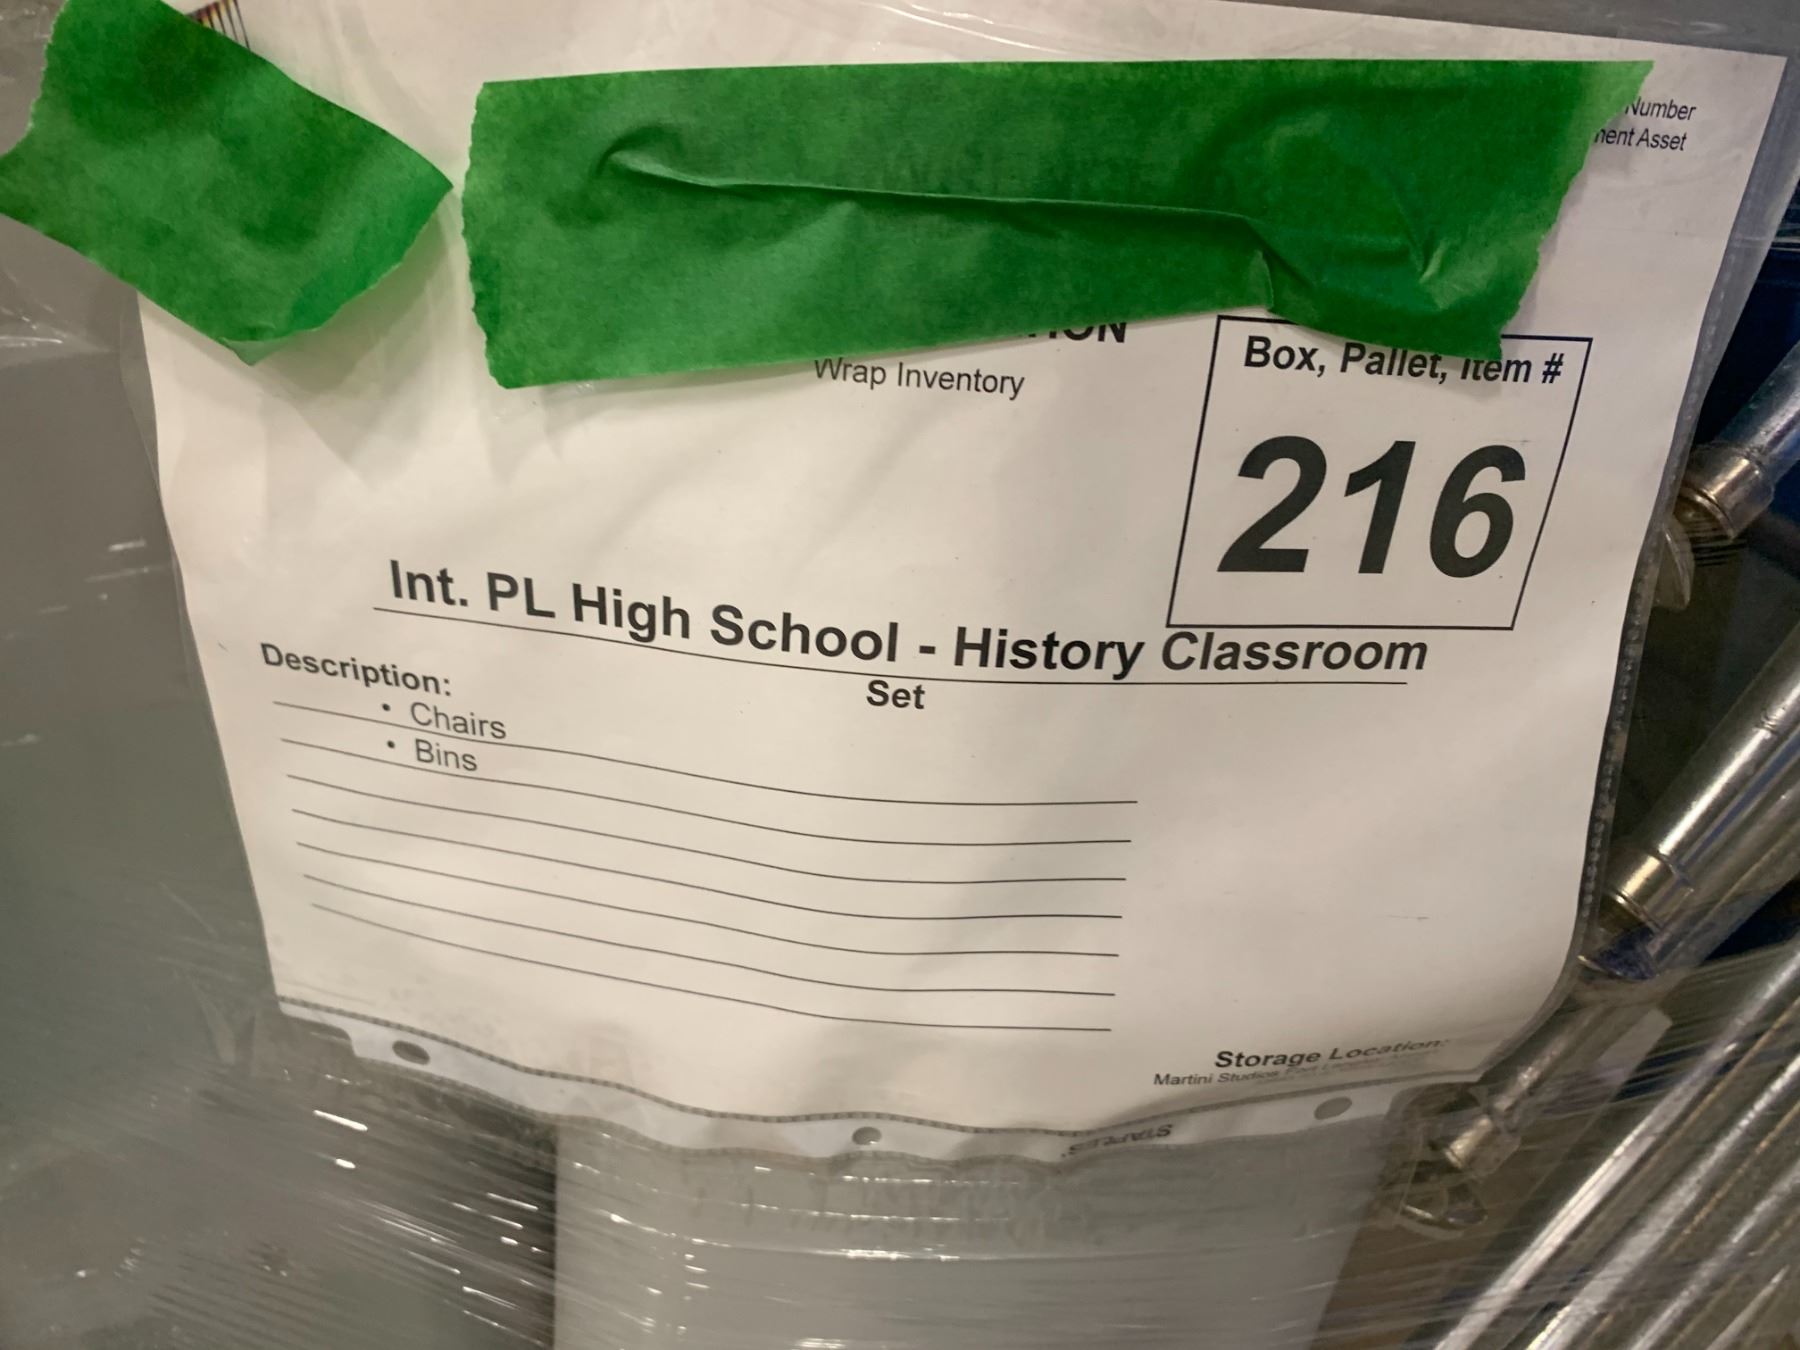 Number
Asset
Wrap Inventory
Box, Pallet, Item #
216
Int. PL High School - History Classroom
Set
Description:
• Chairs
• Bins
Storage Location:
Martini Studios
STAPLES